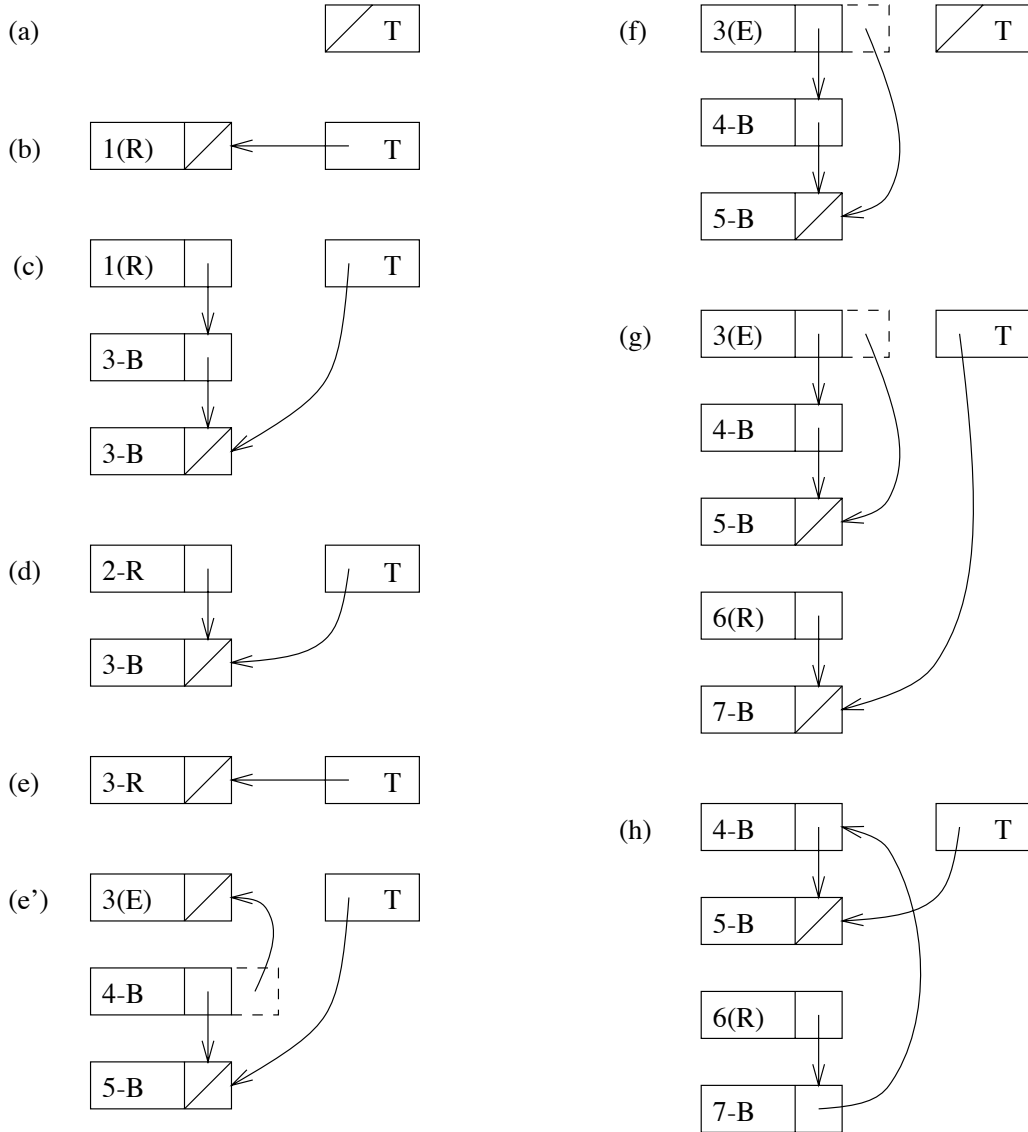 (a) T
(b) 1(R) T
(c) 1(R) T
3-B
3-B
(d) 2-R T
3-B
(e) 3-R T
(e’) 3(E) T
4-B
5-B
(f) 3(E) T
4-B
5-B
(g) 3(E) T
4-B
5-B
6(R)
7-B
(h) 4-B T
5-B
6(R)
7-B